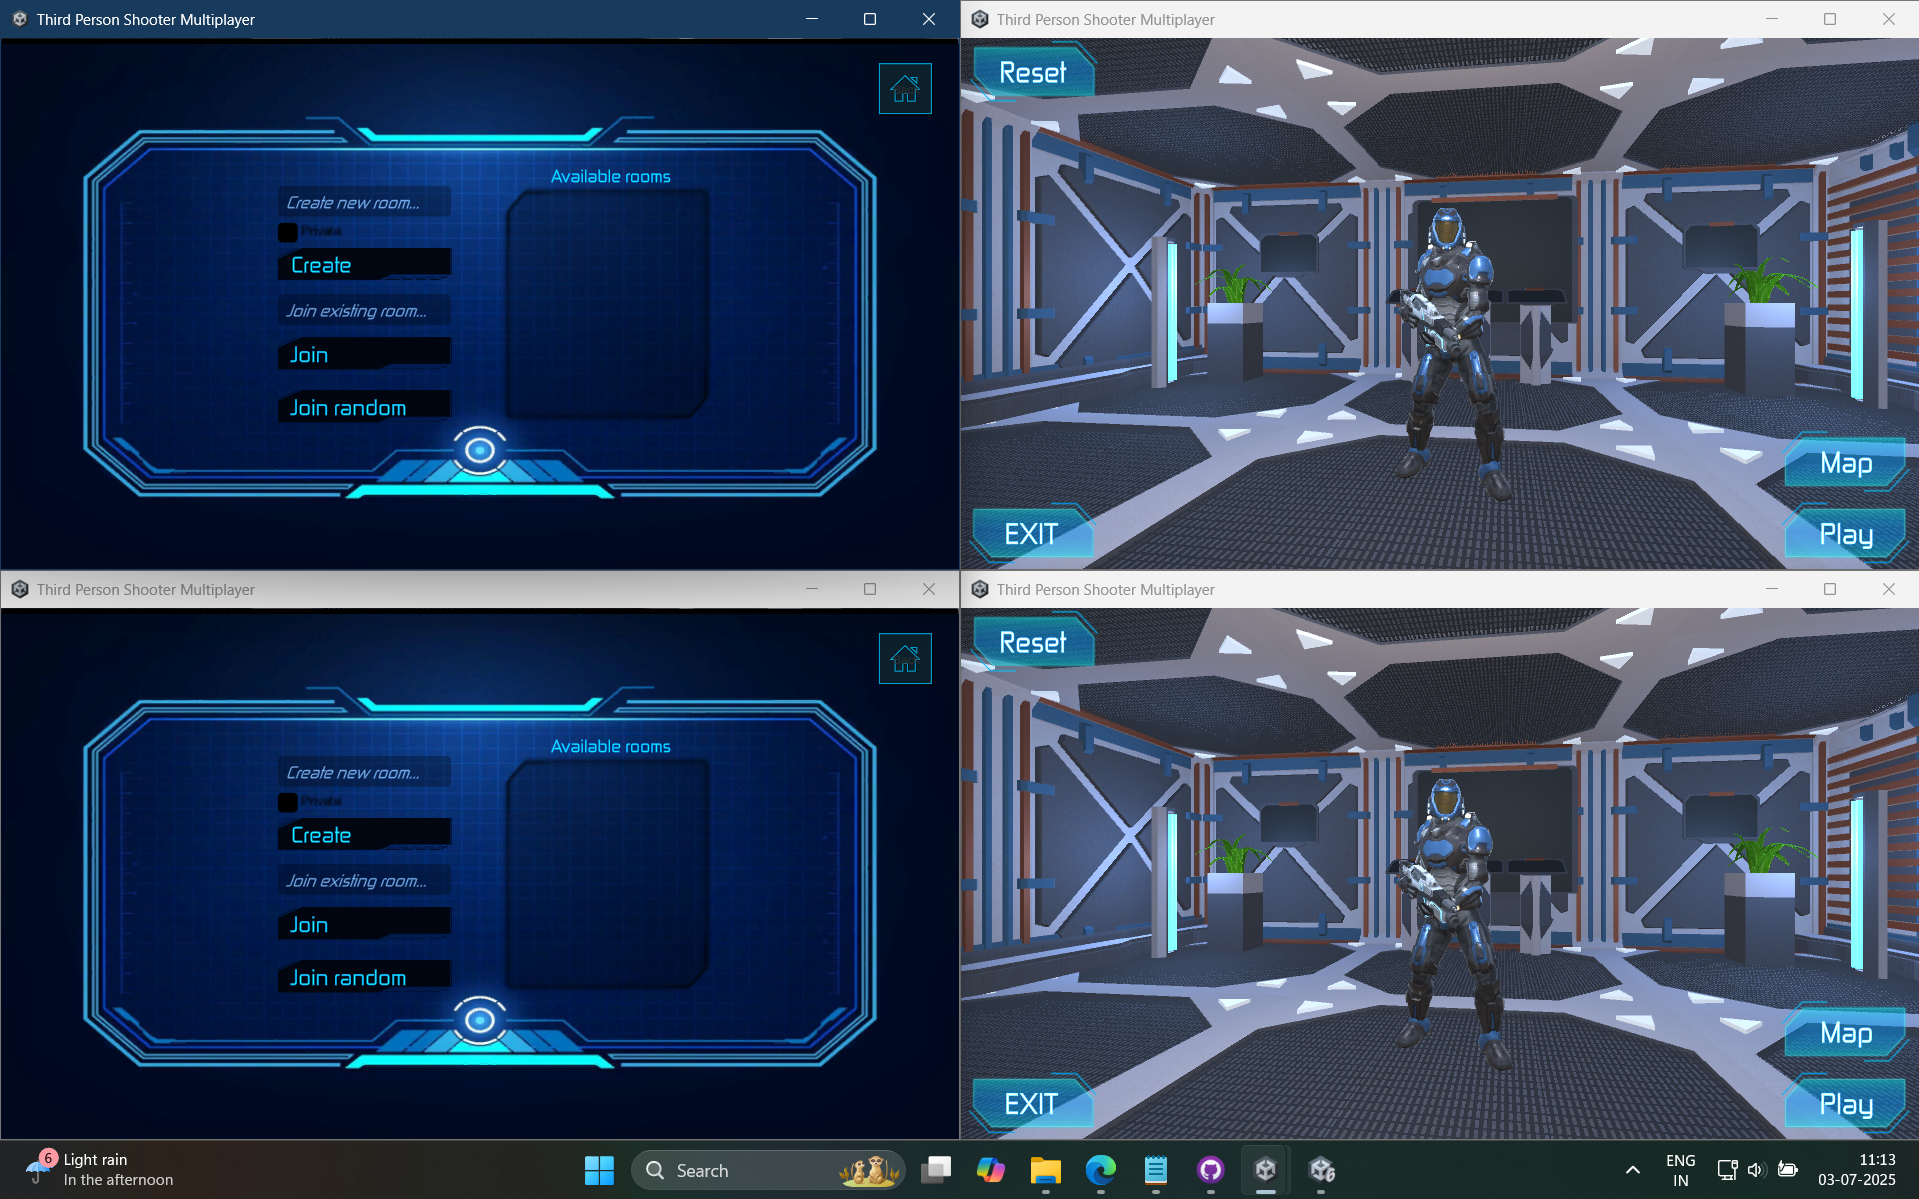 Third Person Shooter Multiplayer
Available rooms
Create new room...
Private
Create
Join existing room...
Join
Join random
Third Person Shooter Multiplayer
Reset
Map
EXIT
Play
Third Person Shooter Multiplayer
Available rooms
Create new room...
Private
Create
Join existing room...
Join
Join random
Third Person Shooter Multiplayer
Reset
Map
EXIT
Play
6
Light rain
In the afternoon
Search
6
ENG
IN
11:13
03-07-2025